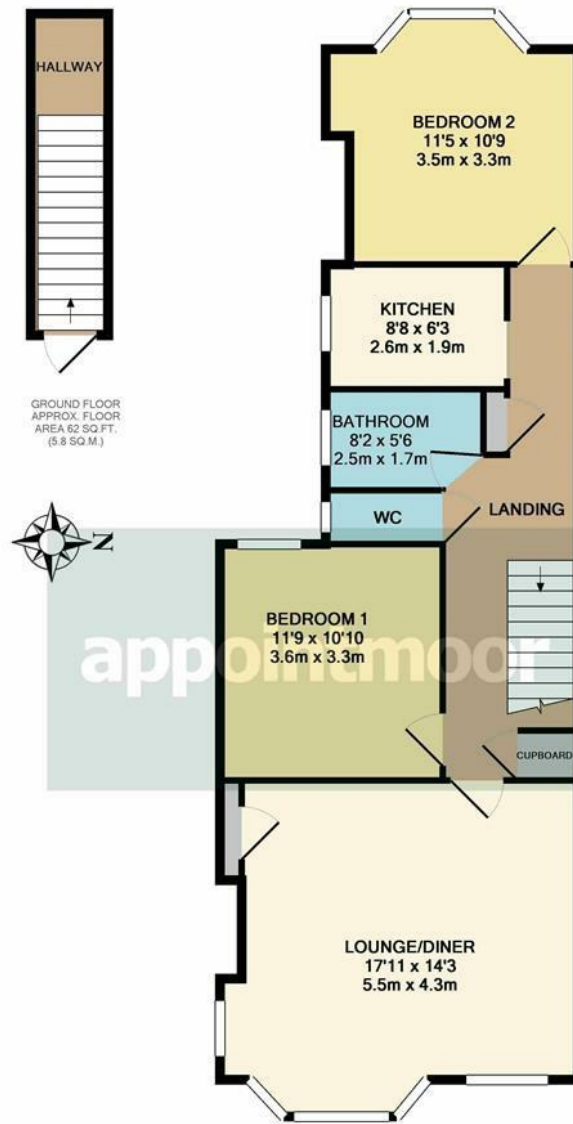 HALLWAY
GROUND FLOOR
APPROX. FLOOR
AREA 62 SQ.FT.
(5.8 SQ.M.)
N
BEDROOM 2
11'5 x 10'9
3.5m x 3.3m
KITCHEN
8'8 x 6'3
2.6m x 1.9m
BATHROOM
8'2 x 5'6
2.5m x 1.7m
WC
LANDING
BEDROOM 1
11'9 x 10'10
3.6m x 3.3m
appointmoor
CUPBOARD
LOUNGE/DINER
17'11 x 14'3
5.5m x 4.3m